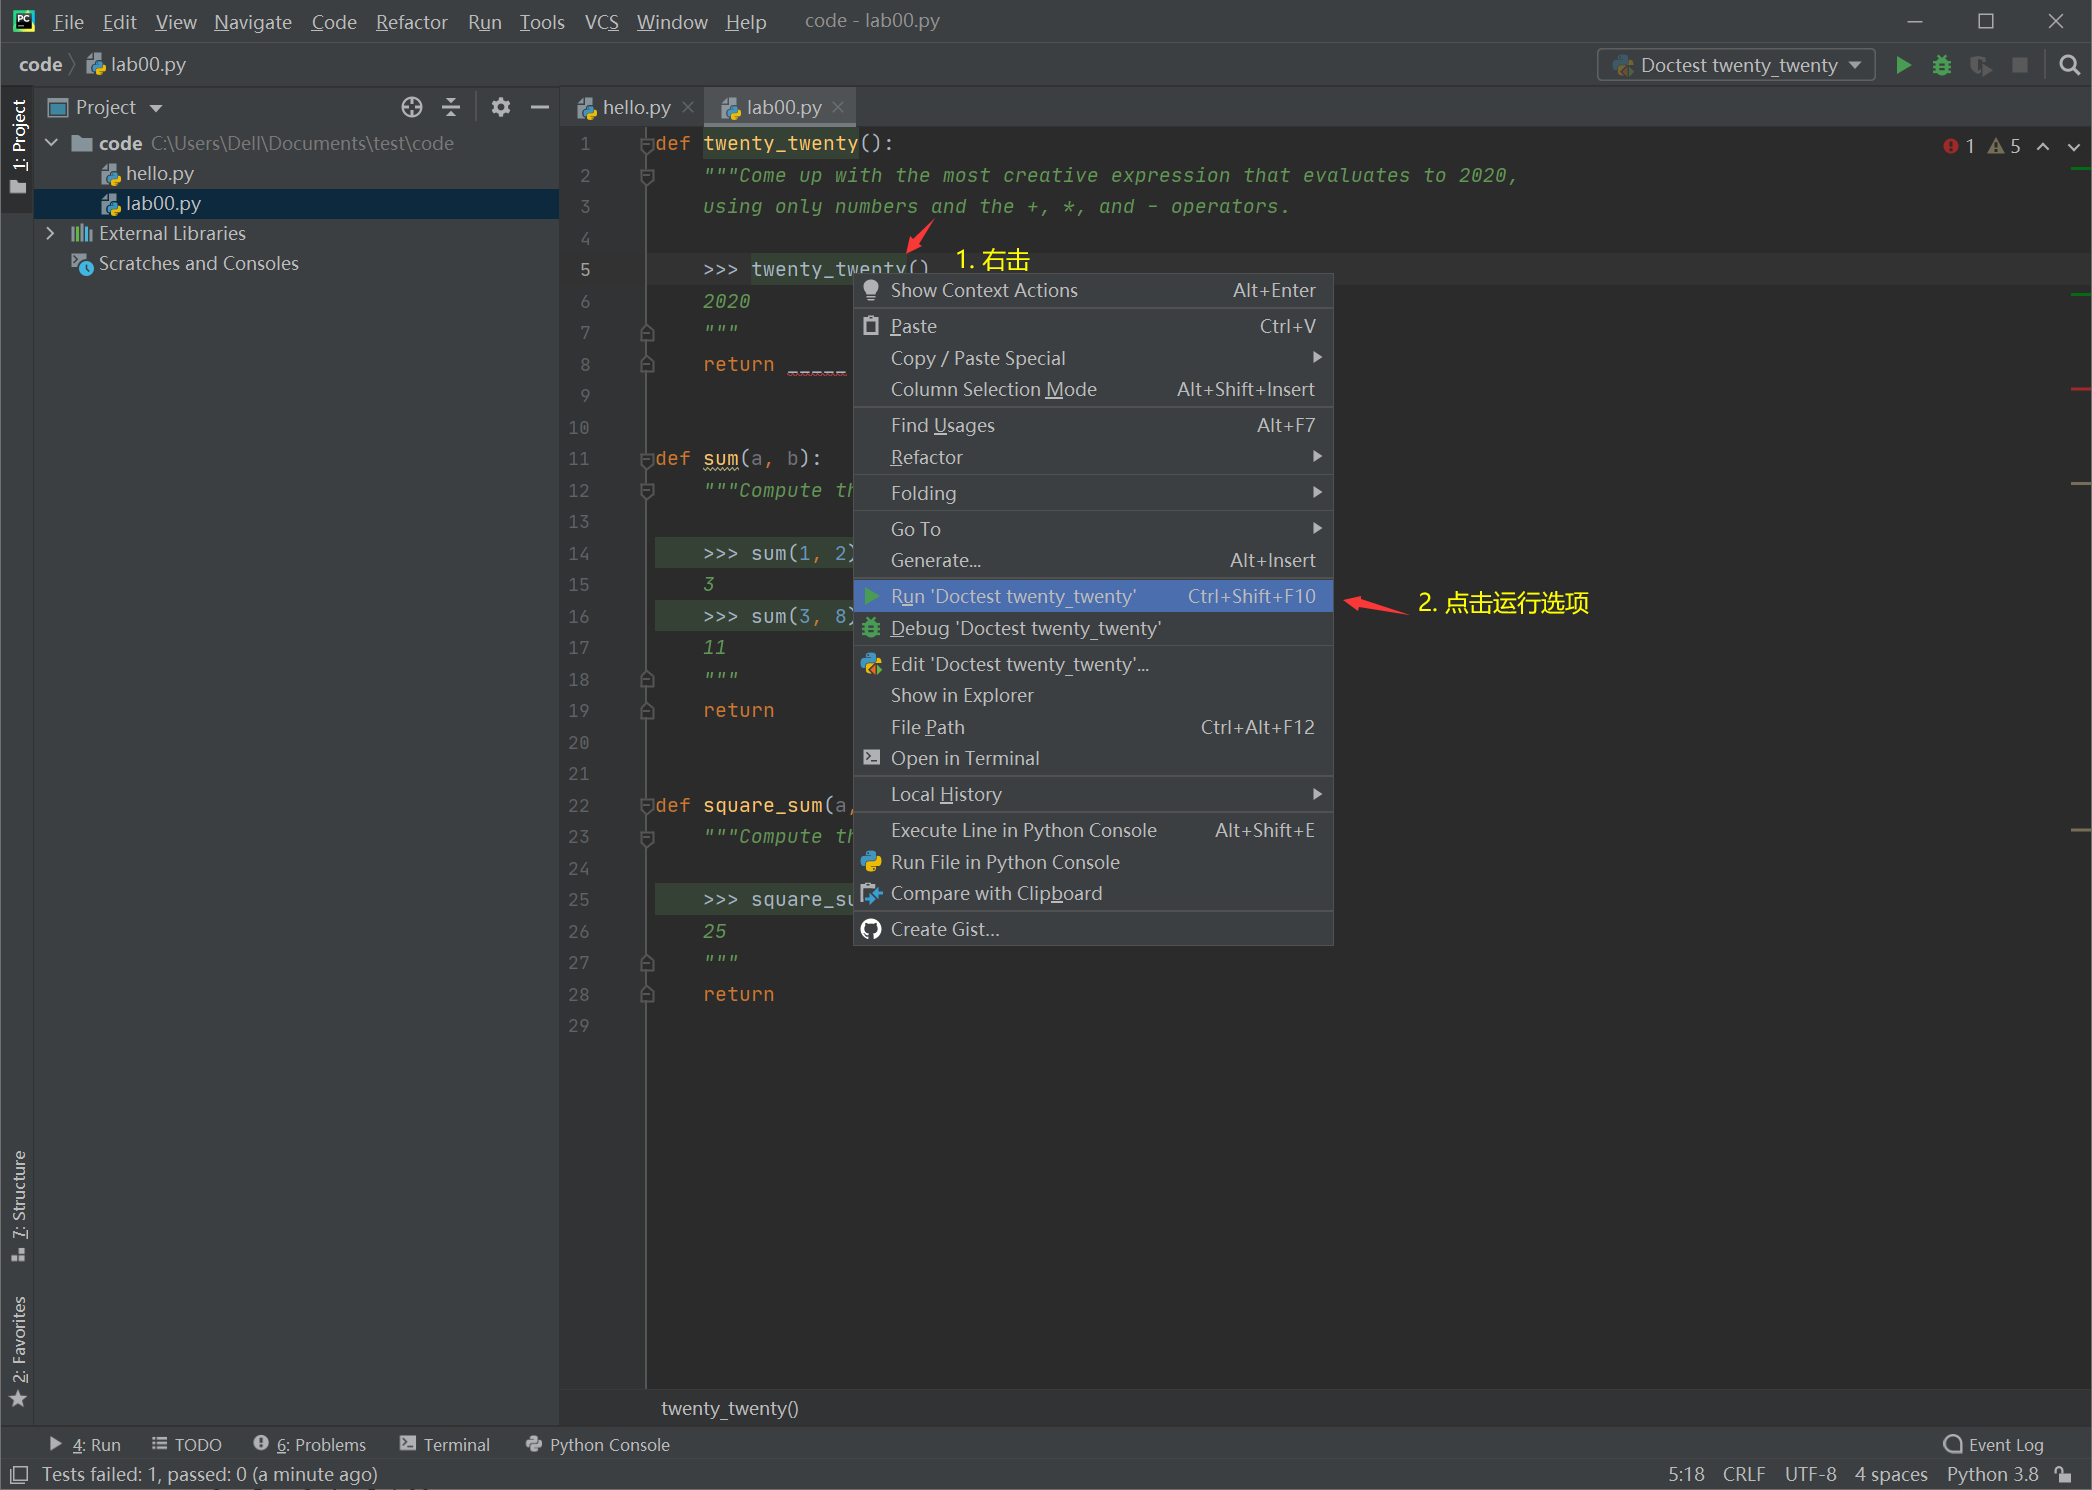 File Edit View Navigate Code Refactor Run Tools VCS Window Help code - lab00.py
code lab00.py Doctest twenty_twenty
1: Project
Project
hello.py lab00.py
code C:\Users\Dell\Documents\test\code
hello.py
lab00.py
External Libraries
Scratches and Consoles
1 5
1 def twenty_twenty():
2 """Come up with the most creative expression that evaluates to 2020,
3 using only numbers and the +, *, and - operators.
4
5 >>> twenty_twenty()
6 2020
7 """
8 return _____
9
10
11 def sum(a, b):
12 """Compute th
13
14 >>> sum(1, 2)
15 3
16 >>> sum(3, 8)
17 11
18 """
19 return
20
21
22 def square_sum(a,
23 """Compute th
24
25 >>> square_su
26 25
27 """
28 return
29
1. 右击
Show Context Actions Alt+Enter
Paste Ctrl+V
Copy / Paste Special
Column Selection Mode Alt+Shift+Insert
Find Usages Alt+F7
Refactor
Folding
Go To
Generate... Alt+Insert
Run 'Doctest twenty_twenty' Ctrl+Shift+F10
2. 点击运行选项
Debug 'Doctest twenty_twenty'
Edit 'Doctest twenty_twenty'...
Show in Explorer
File Path Ctrl+Alt+F12
Open in Terminal
Local History
Execute Line in Python Console Alt+Shift+E
Run File in Python Console
Compare with Clipboard
Create Gist...
7: Structure
2: Favorites
twenty_twenty()
4: Run TODO 6: Problems Terminal Python Console Event Log
Tests failed: 1, passed: 0 (a minute ago) 5:18 CRLF UTF-8 4 spaces Python 3.8